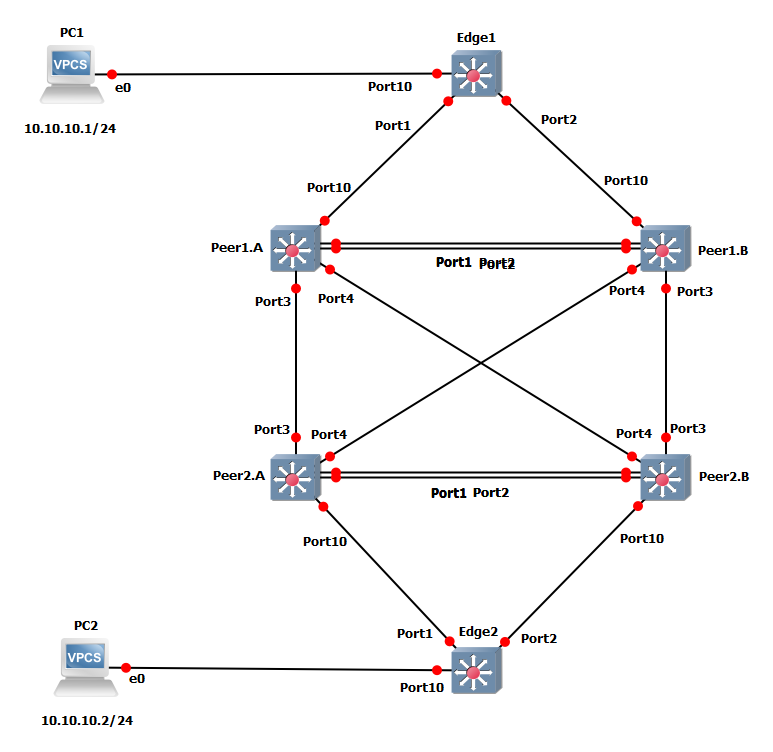 PC1
Edge1
VPCS
e0
Port10
10.10.10.1/24
Port1
Port2
Port10
Port10
Peer1.A
Peer1.B
Port1 Port2
Port3
Port4
Port4
Port3
Port3
Port4
Port4
Port3
Peer2.A
Peer2.B
Port1 Port2
Port10
Port10
PC2
Edge2
Port1
Port2
VPCS
e0
Port10
10.10.10.2/24